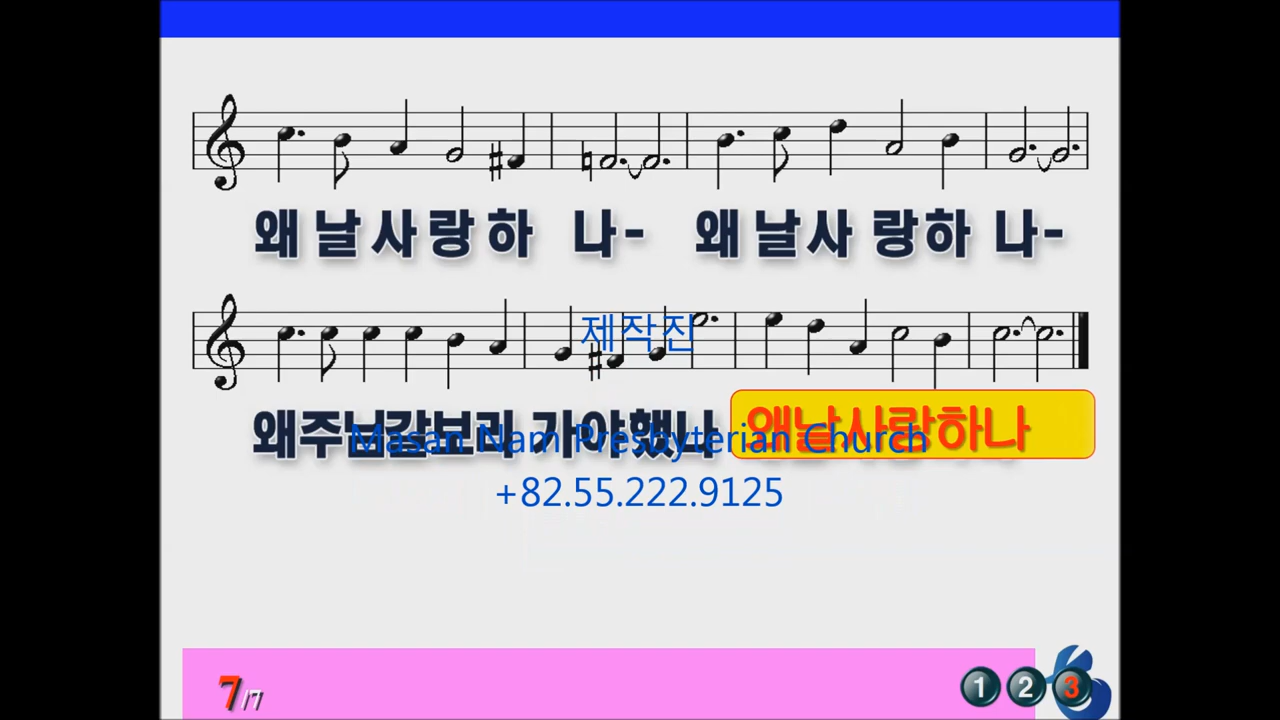 왜 날 사 랑 하 나- 왜 날 사 랑 하 나-
제작진
왜주님갈보라 가야했나 왜날사랑하나
Masan Nam Presbyterian Church
+82.55.222.9125
7/7
1 2 3